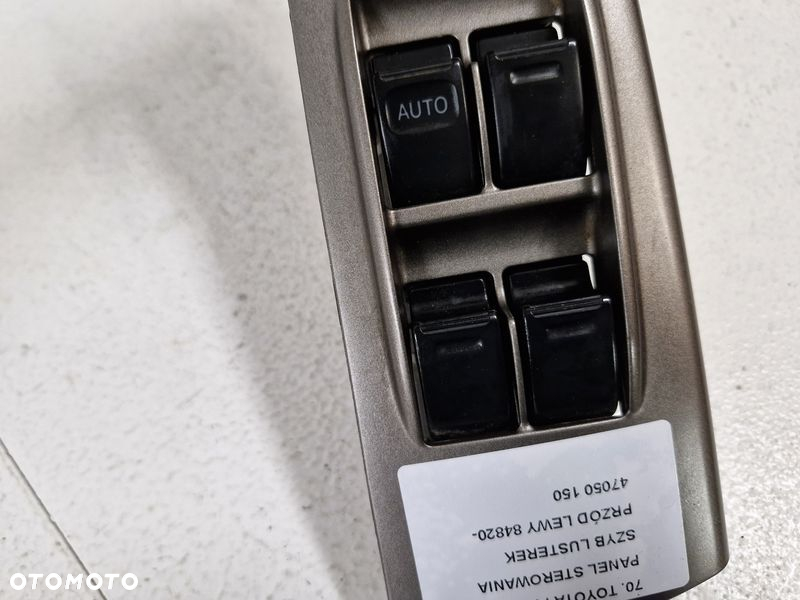 AUTO
70. TOYOTA
PANEL STEROWANIA
SZYB LUSTEREK
PRZÓD LEWY 84820-
47050 150
OTOMOTO